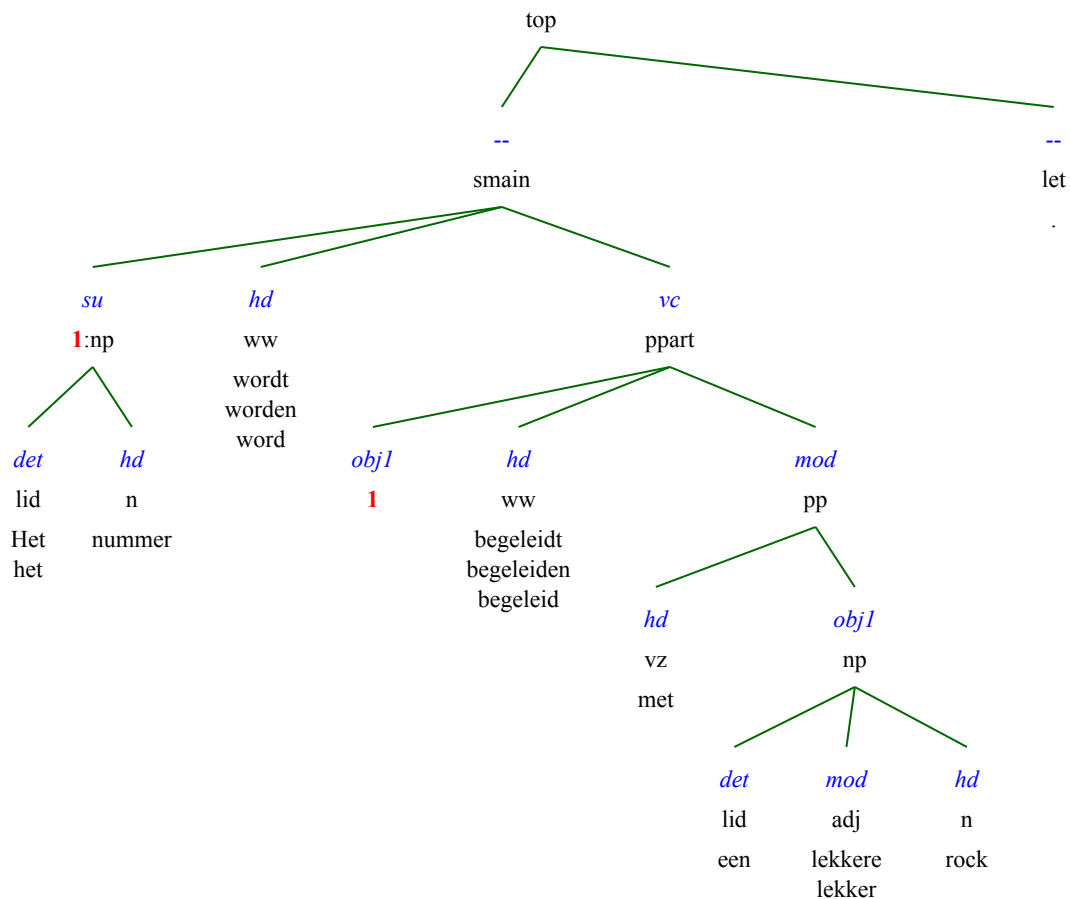 top
-- --
smain let
.
su hd vc
1:np ww ppart
wordt
worden
word
det hd obj1 hd mod
lid n 1 ww pp
Het nummer begeleidt
het begeleiden
begeleid
hd obj1
vz np
met
det mod hd
lid adj n
een lekkere rock
lekker